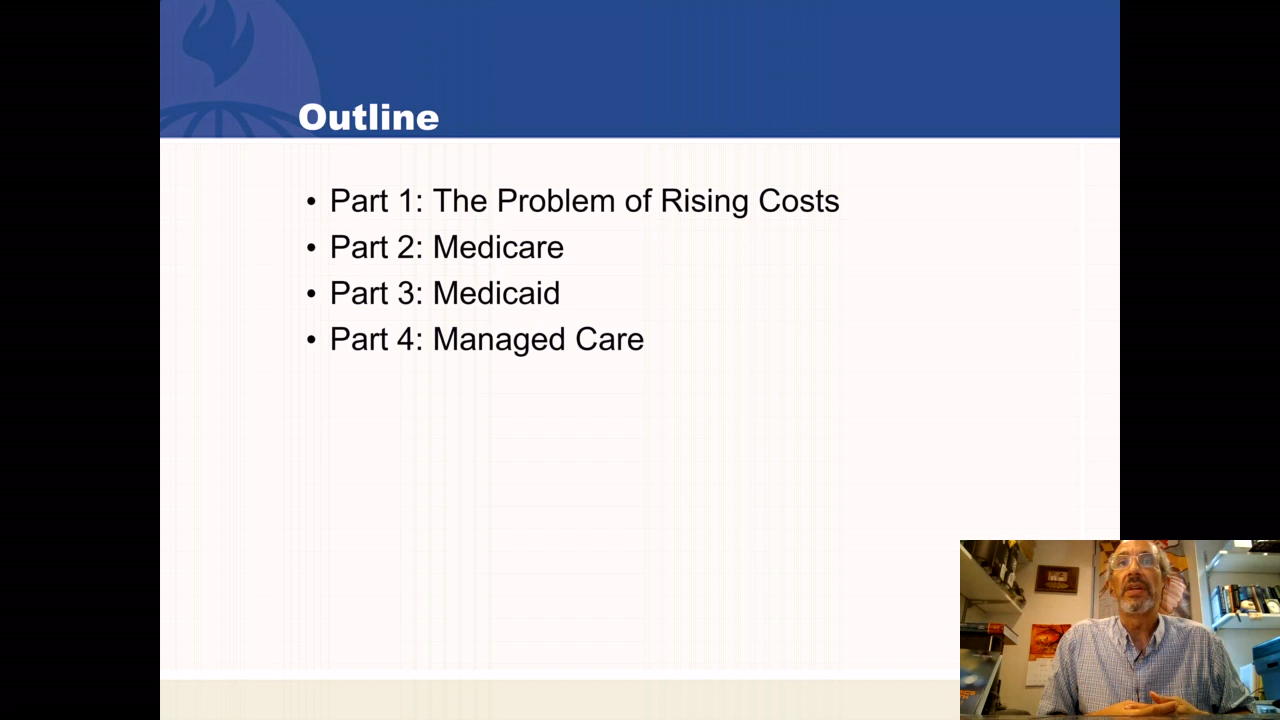 Outline
• Part 1: The Problem of Rising Costs
• Part 2: Medicare
• Part 3: Medicaid
• Part 4: Managed Care